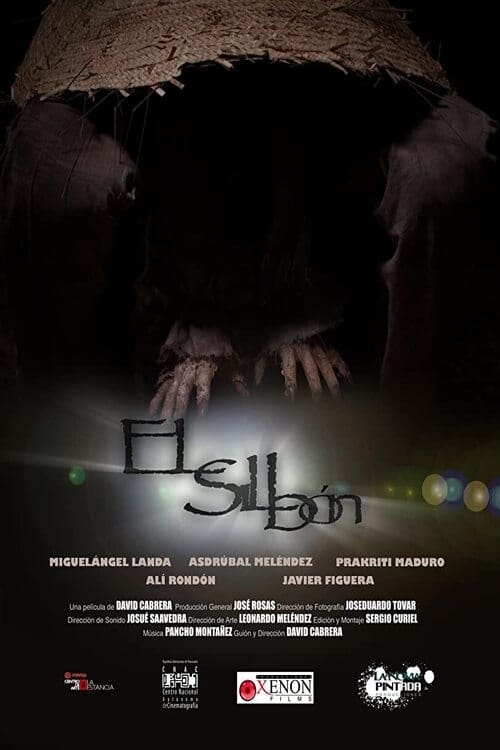 El Silbón
MIGUELÁNGEL LANDA ASDRÚBAL MELÉNDEZ PRAKRITI MADURO
ALÍ RONDÓN JAVIER FIGUERA
Una película de DAVID CABRERA Producción General JOSÉ ROSAS Dirección de Fotografía JOSEDUARDO TOVAR
Dirección de Sonido JOSUÉ SAAVEDRA Dirección de Arte LEONARDO MELÉNDEZ Edición y Montaje SERGIO CURIEL
Música PANCHO MONTAÑEZ Guión y Dirección DAVID CABRERA
LA ESTANCIA
CNAC
Centro Nacional
Autónomo
de Cinematografía
XENON
FILMS
PINTADA